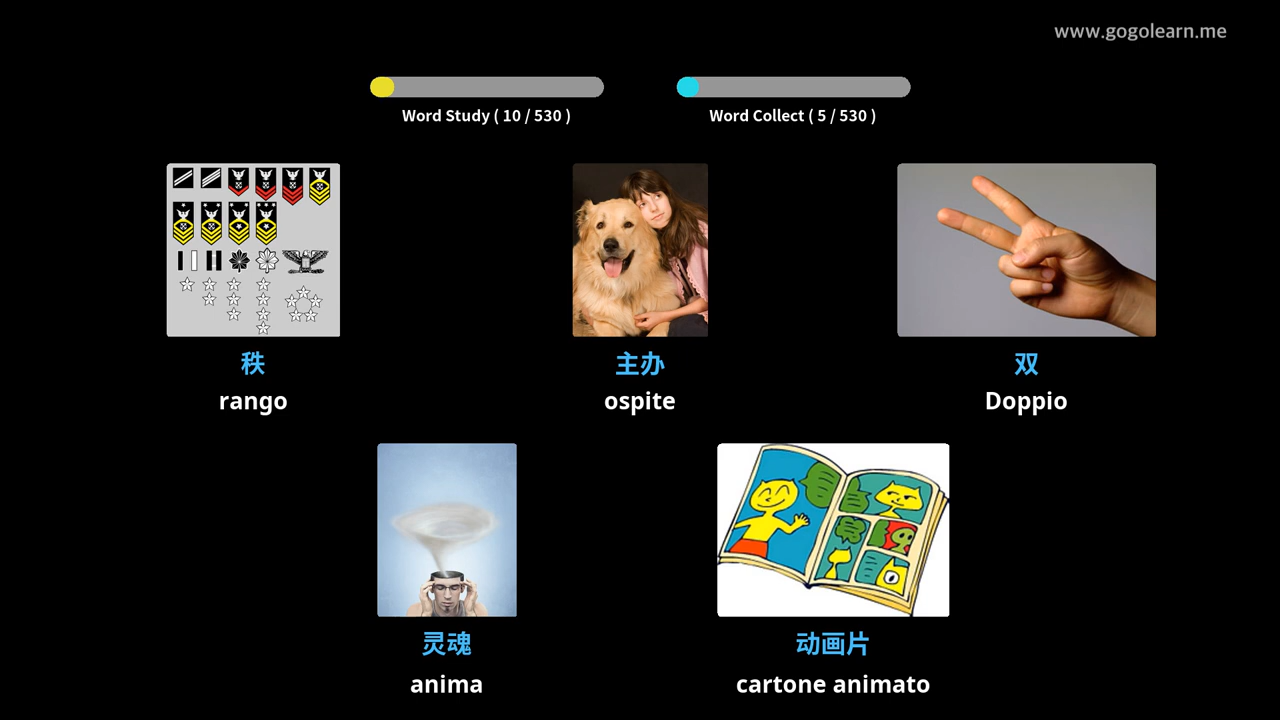 www.gogolearn.me
Word Study ( 10 / 530 )
Word Collect ( 5 / 530 )
秩
rango
主办
ospite
双
Doppio
灵魂
anima
动画片
cartone animato